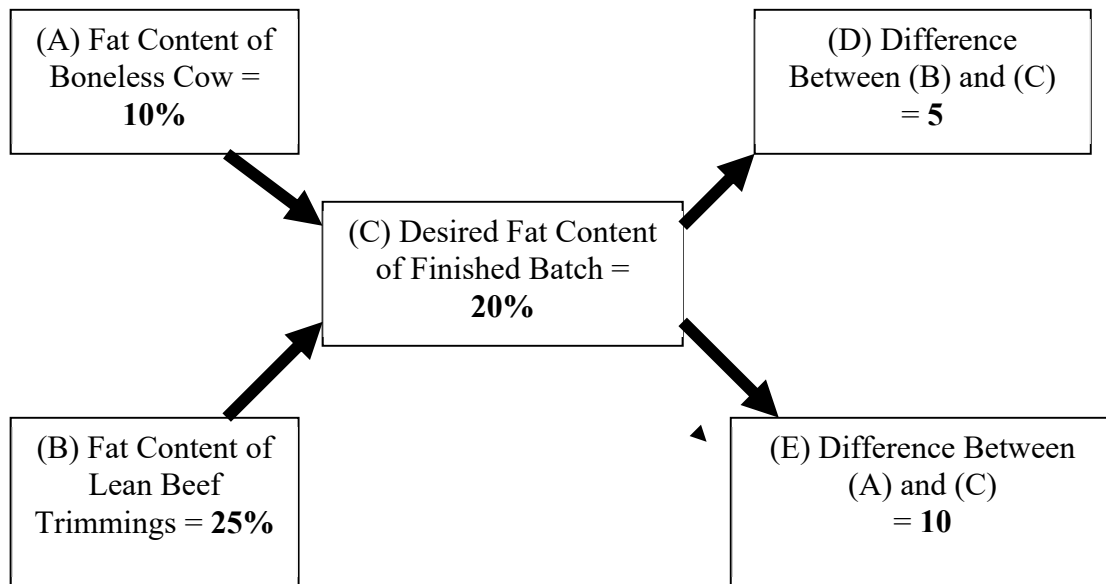 (A) Fat Content of
Boneless Cow =
10%
(D) Difference
Between (B) and (C)
= 5
(C) Desired Fat Content
of Finished Batch =
20%
(B) Fat Content of
Lean Beef
Trimmings = 25%
(E) Difference Between
(A) and (C)
= 10